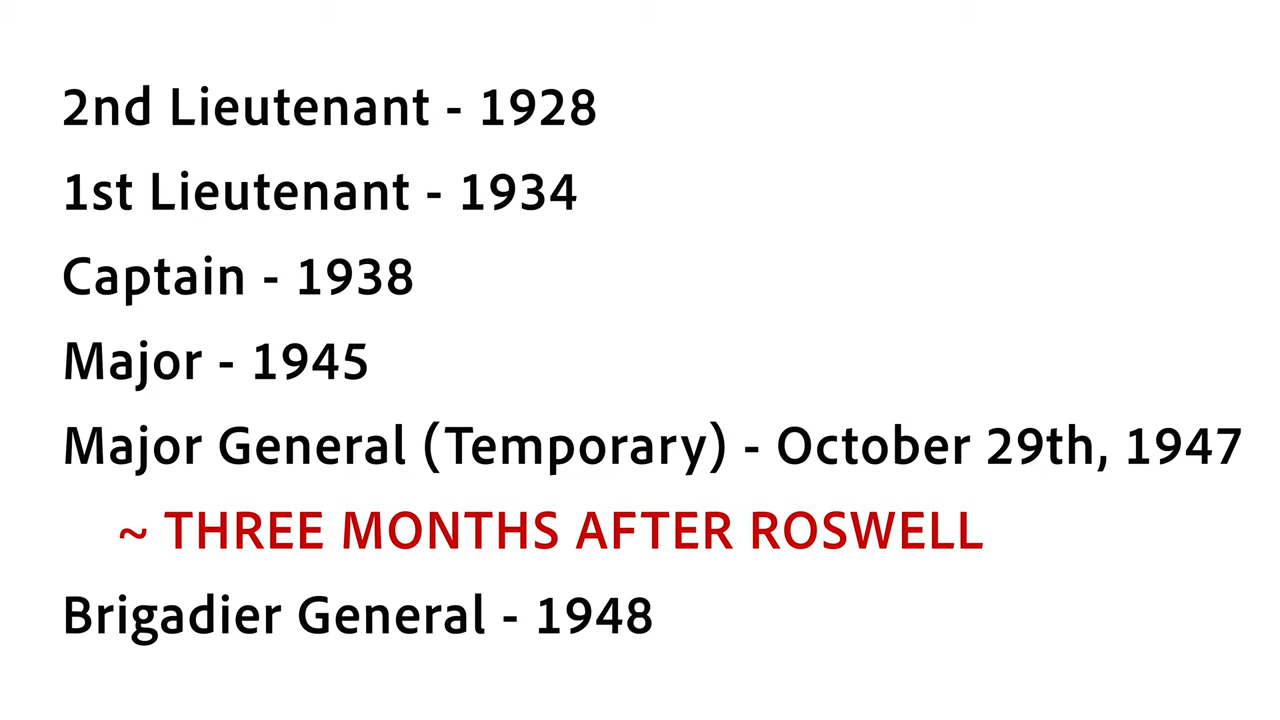 2nd Lieutenant - 1928
1st Lieutenant - 1934
Captain - 1938
Major - 1945
Major General (Temporary) - October 29th, 1947
~ THREE MONTHS AFTER ROSWELL
Brigadier General - 1948